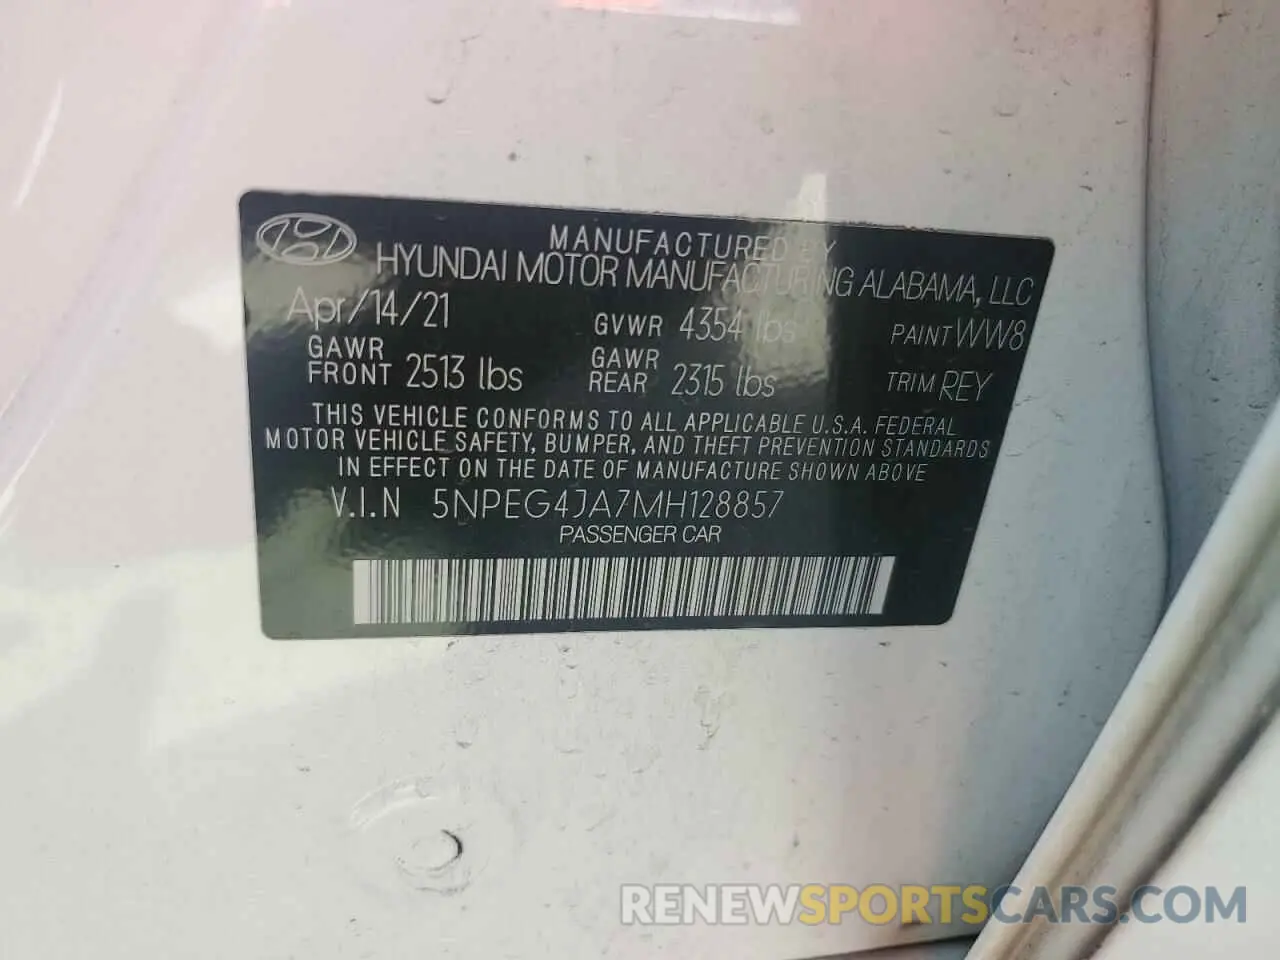 MANUFACTURED BY
HYUNDAI MOTOR MANUFACTURING ALABAMA, LLC
Apr/14/21 GVWR 4354 lbs PAINT WW8
GAWR FRONT 2513 lbs GAWR REAR 2315 lbs TRIM REY
THIS VEHICLE CONFORMS TO ALL APPLICABLE U.S.A. FEDERAL
MOTOR VEHICLE SAFETY, BUMPER, AND THEFT PREVENTION STANDARDS
IN EFFECT ON THE DATE OF MANUFACTURE SHOWN ABOVE
V.I.N 5NPEG4JA7MH128857
PASSENGER CAR
RENEWSPORTSCARS.COM